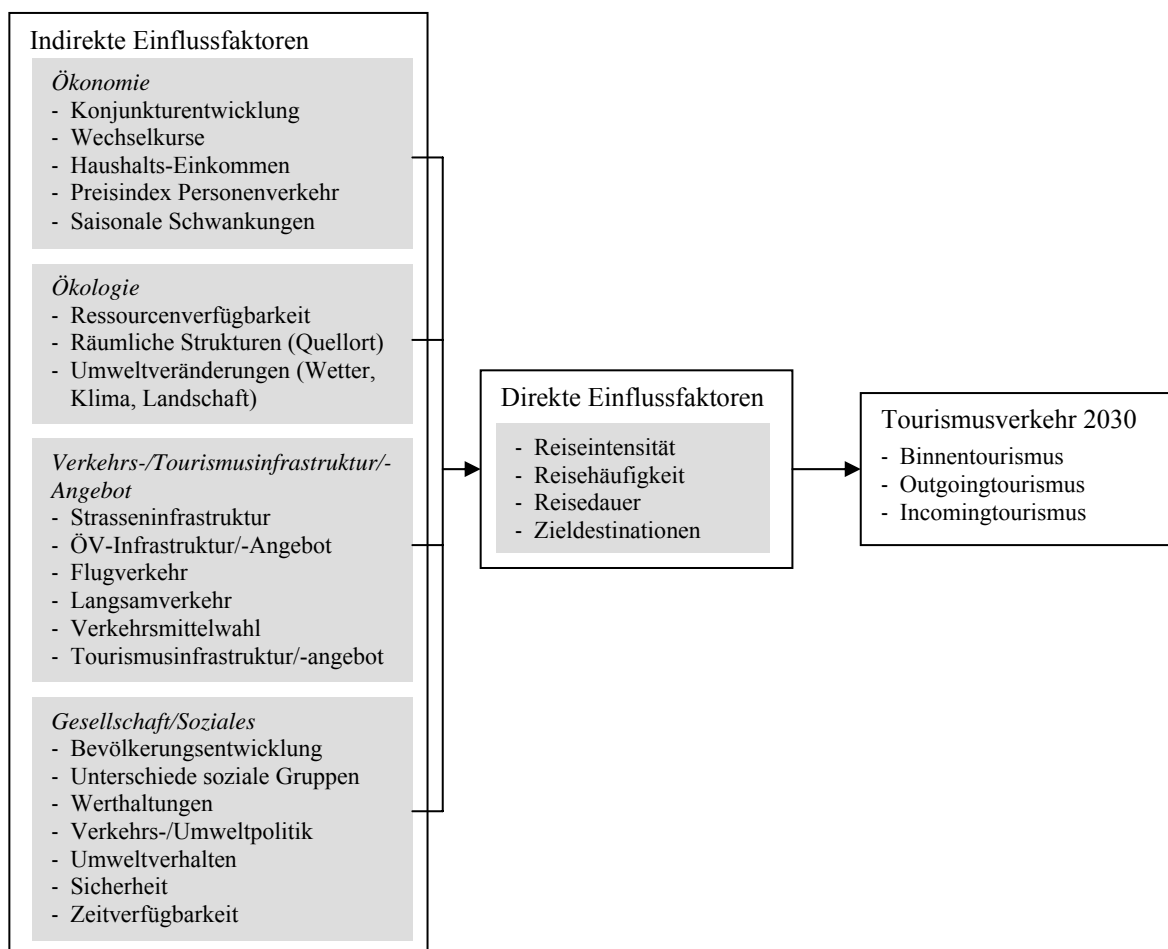 Indirekte Einflussfaktoren
Ökonomie
- Konjunkturentwicklung
- Wechselkurse
- Haushalts-Einkommen
- Preisindex Personenverkehr
- Saisonale Schwankungen
Ökologie
- Ressourcenverfügbarkeit
- Räumliche Strukturen (Quellort)
- Umweltveränderungen (Wetter,
Klima, Landschaft)
Verkehrs-/Tourismusinfrastruktur/-
Angebot
- Strasseninfrastruktur
- ÖV-Infrastruktur/-Angebot
- Flugverkehr
- Langsamverkehr
- Verkehrsmittelwahl
- Tourismusinfrastruktur/-angebot
Gesellschaft/Soziales
- Bevölkerungsentwicklung
- Unterschiede soziale Gruppen
- Werthaltungen
- Verkehrs-/Umweltpolitik
- Umweltverhalten
- Sicherheit
- Zeitverfügbarkeit
Direkte Einflussfaktoren
- Reiseintensität
- Reisehäufigkeit
- Reisedauer
- Zieldestinationen
Tourismusverkehr 2030
- Binnentourismus
- Outgoingtourismus
- Incomingtourismus